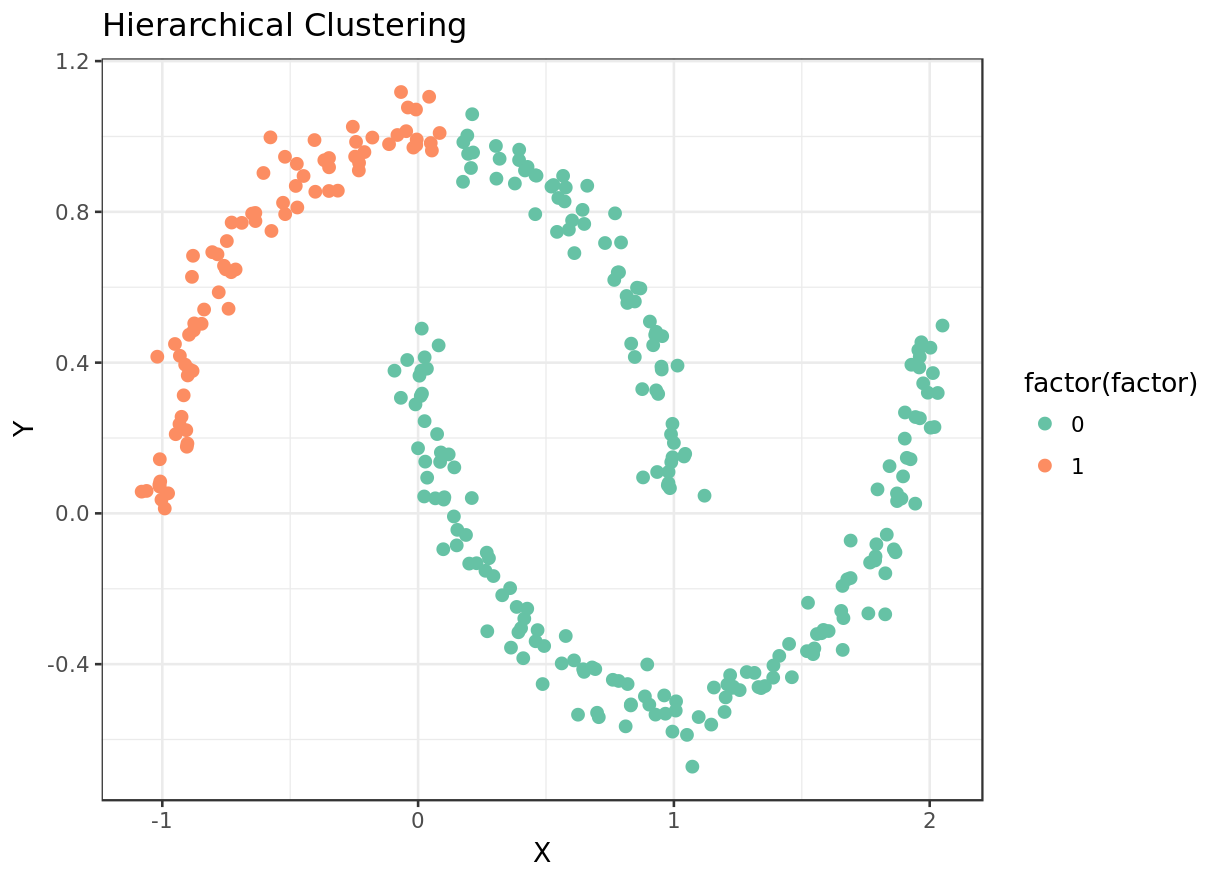 Hierarchical Clustering
1.2
0.8
0.4
0.0
-0.4
Y
-1
0
1
2
X
factor(factor)
0
1